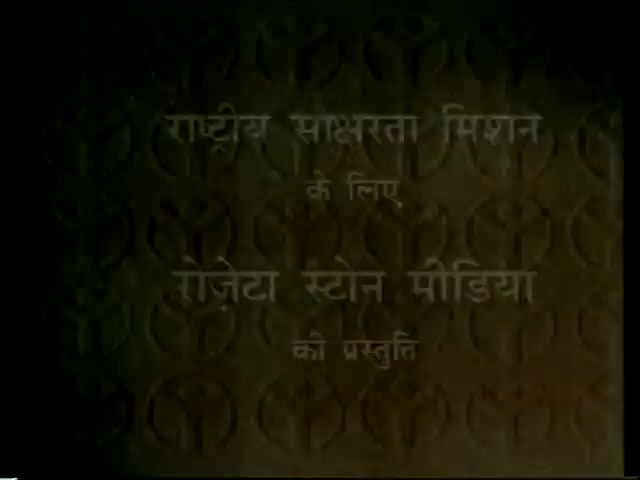 राष्ट्रीय साक्षरता मिशन
के लिए
रोज़ेटा स्टोन मीडिया
की प्रस्तुति